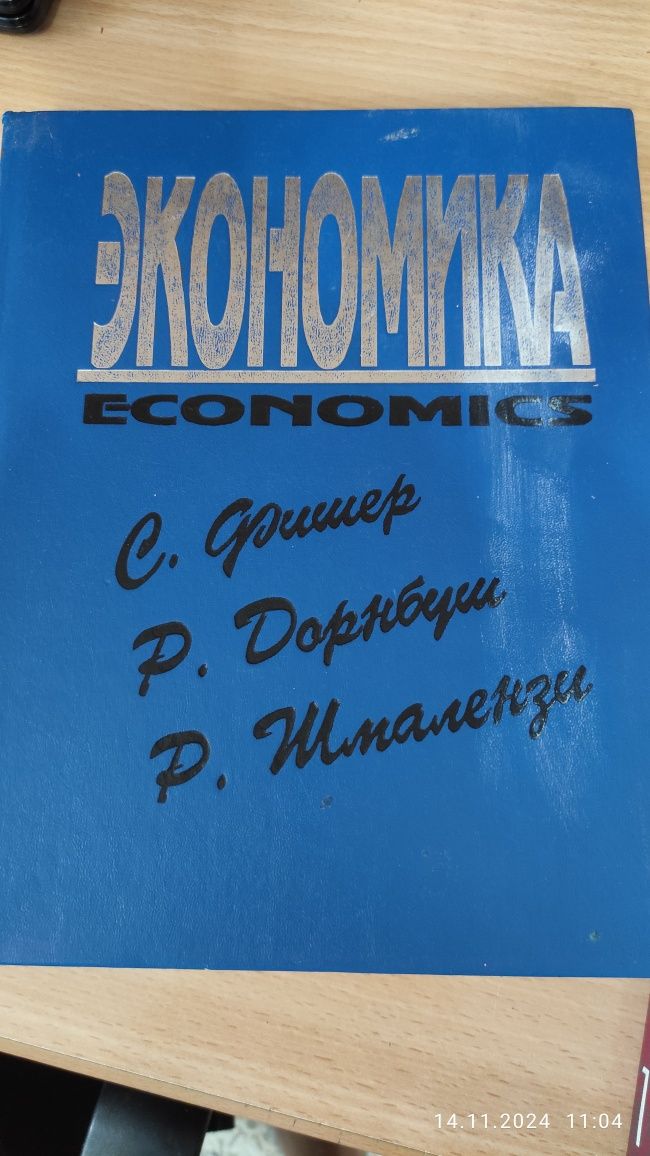 ЭКОНОМИКА
ECONOMICS
С. Фишер
Р. Дорнбуш
Р. Шмалензи
14.11.2024 11:04